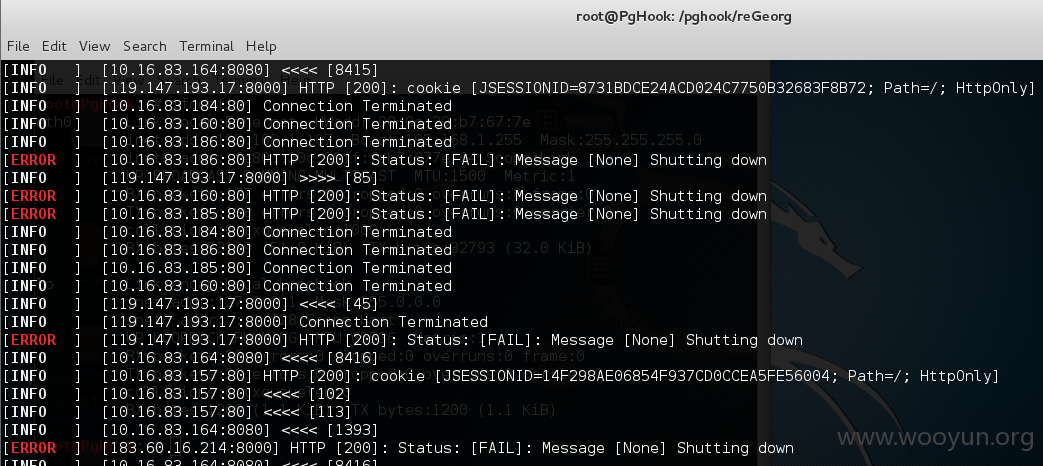 root@PgHook: /pghook/reGeorg
File Edit View Search Terminal Help
[INFO ] [10.16.83.164:8080] <<<< [8415]
[INFO ] [119.147.193.17:8000] HTTP [200]: cookie [JSESSIONID=8731BDCE24ACD024C7750B32683F8B72; Path=/; HttpOnly]
[INFO ] [10.16.83.184:80] Connection Terminated
[INFO ] [10.16.83.160:80] Connection Terminated
[INFO ] [10.16.83.186:80] Connection Terminated
[ERROR ] [10.16.83.186:80] HTTP [200]: Status: [FAIL]: Message [None] Shutting down
[INFO ] [119.147.193.17:8000] >>>> [85]
[ERROR ] [10.16.83.160:80] HTTP [200]: Status: [FAIL]: Message [None] Shutting down
[ERROR ] [10.16.83.185:80] HTTP [200]: Status: [FAIL]: Message [None] Shutting down
[INFO ] [10.16.83.184:80] Connection Terminated
[INFO ] [10.16.83.186:80] Connection Terminated
[INFO ] [10.16.83.185:80] Connection Terminated
[INFO ] [10.16.83.160:80] Connection Terminated
[INFO ] [119.147.193.17:8000] <<<< [45]
[INFO ] [119.147.193.17:8000] Connection Terminated
[ERROR ] [119.147.193.17:8000] HTTP [200]: Status: [FAIL]: Message [None] Shutting down
[INFO ] [10.16.83.164:8080] <<<< [8416]
[INFO ] [10.16.83.157:80] HTTP [200]: cookie [JSESSIONID=14F298AE06854F937CD0CCEA5FE56004; Path=/; HttpOnly]
[INFO ] [10.16.83.157:80] <<<< [102]
[INFO ] [10.16.83.157:80] <<<< [113]
[INFO ] [10.16.83.164:8080] <<<< [1393]
[ERROR ] [183.60.16.214:8000] HTTP [200]: Status: [FAIL]: Message [None] Shutting down
[INFO ] [10.16.83.164:8080] <<<< [8416]
www.wooyun.org